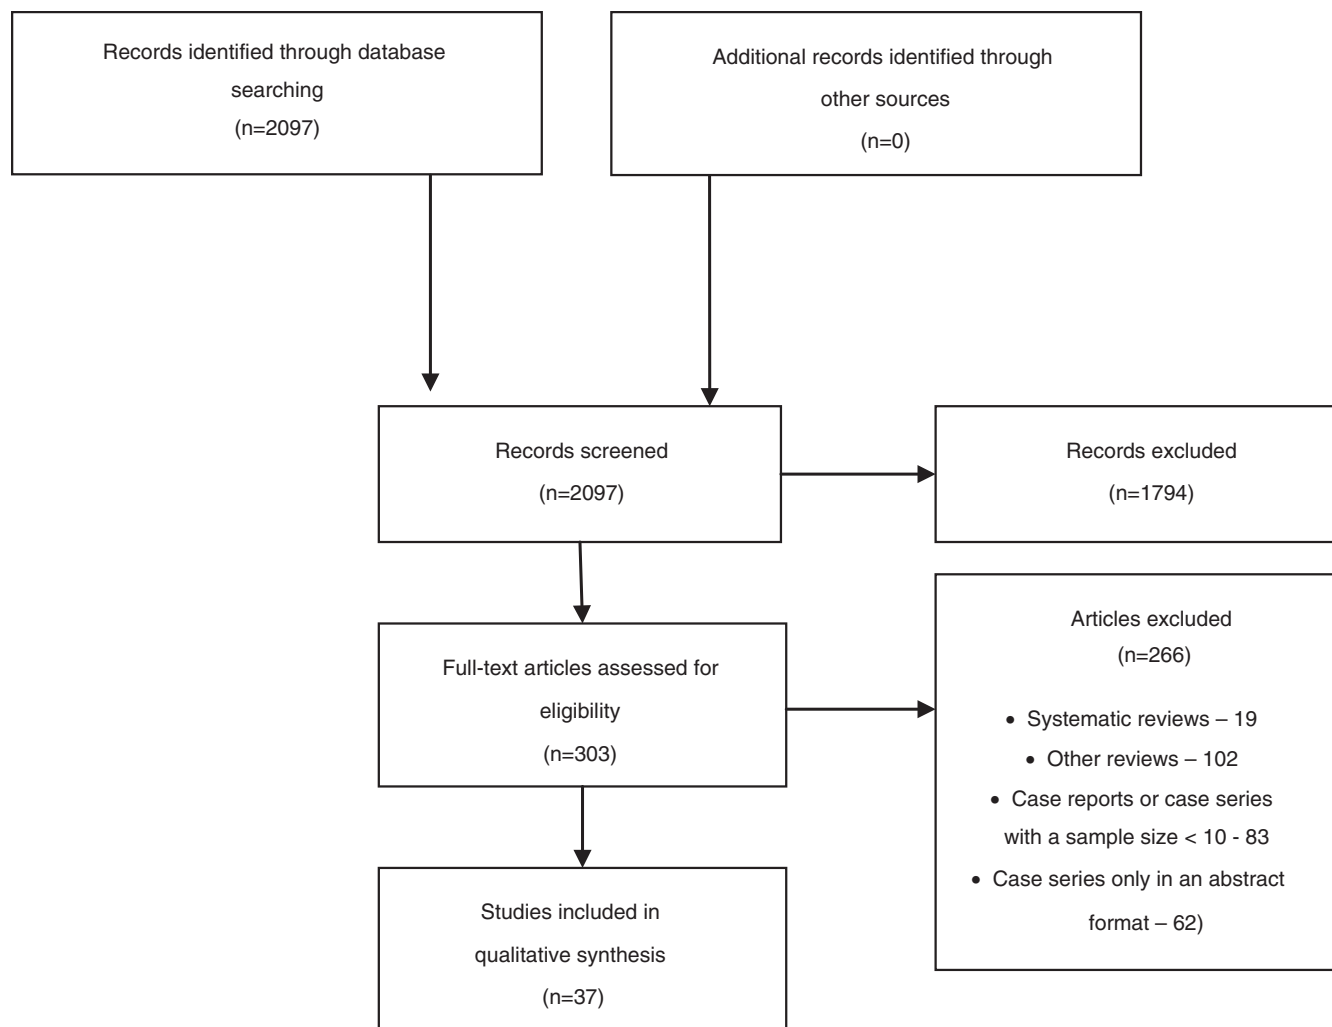 Records identified through database
searching
(n=2097)
Additional records identified through
other sources
(n=0)
Records screened
(n=2097)
Records excluded
(n=1794)
Full-text articles assessed for
eligibility
(n=303)
Articles excluded
(n=266)
• Systematic reviews – 19
• Other reviews – 102
• Case reports or case series
with a sample size < 10 - 83
• Case series only in an abstract
format – 62)
Studies included in
qualitative synthesis
(n=37)